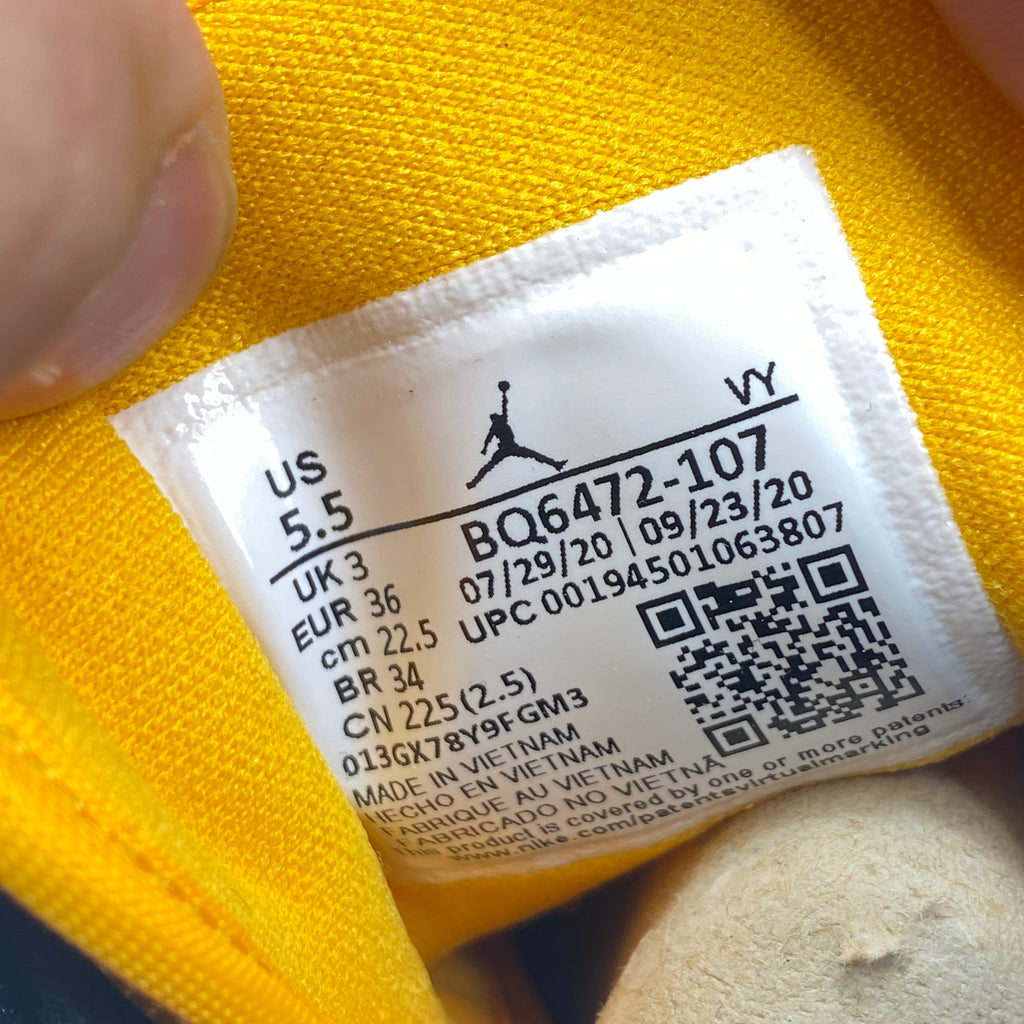 VY
US
5.5
BQ6472-107
07/29/20 | 09/23/20
UPC 00194501063807
UK 3
EUR 36
cm 22.5
BR 34
CN 225(2.5)
013GX78Y9FGM3
MADE IN VIETNAM
HECHO EN VIETNAM
FABRIQUE AU VIETNAM
FABRICADO NO VIETNÃ
This product is covered by one or more patents:
www.nike.com/patentsvirtualmarking